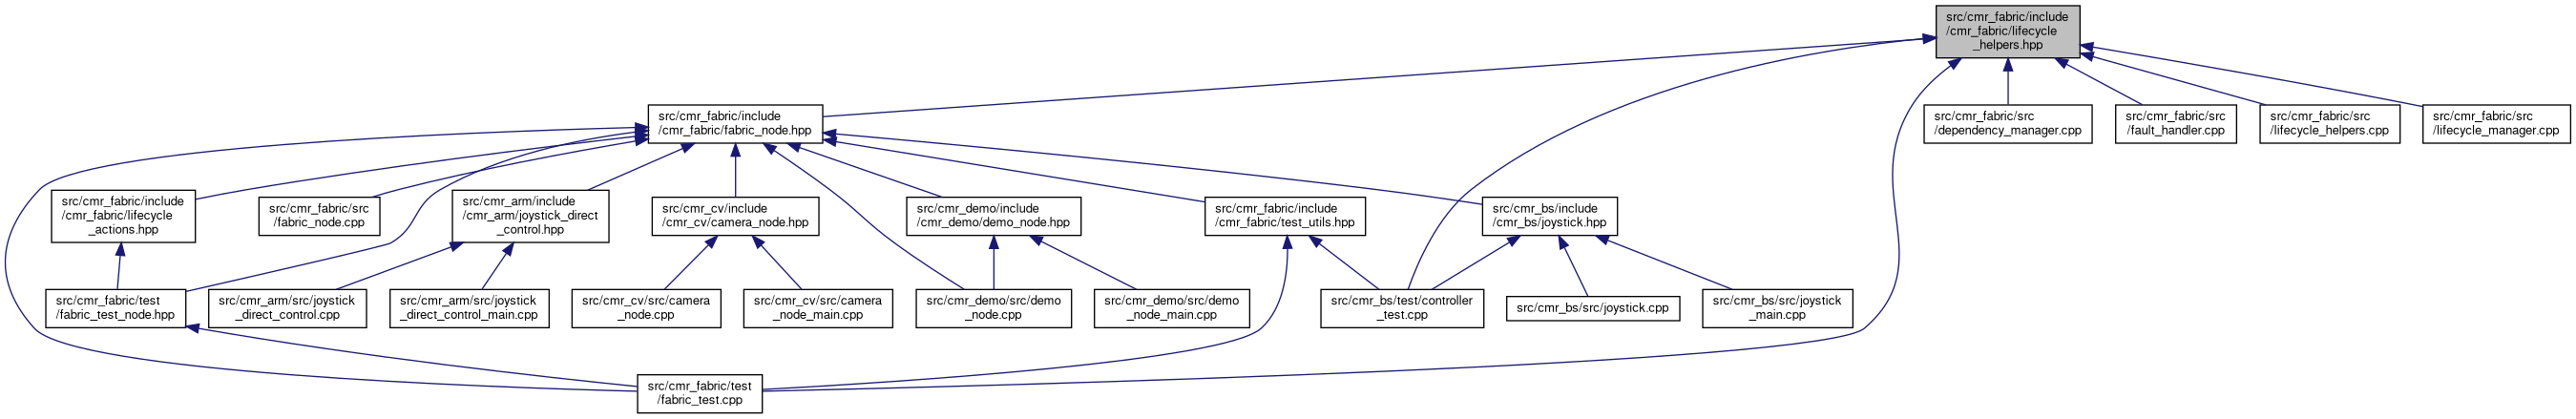 src/cmr_fabric/include
/cmr_fabric/lifecycle
_helpers.hpp
src/cmr_fabric/include
/cmr_fabric/fabric_node.hpp
src/cmr_fabric/src
/dependency_manager.cpp
src/cmr_fabric/src
/fault_handler.cpp
src/cmr_fabric/src
/lifecycle_helpers.cpp
src/cmr_fabric/src
/lifecycle_manager.cpp
src/cmr_fabric/include
/cmr_fabric/lifecycle
_actions.hpp
src/cmr_fabric/src
/fabric_node.cpp
src/cmr_arm/include
/cmr_arm/joystick_direct
_control.hpp
src/cmr_cv/include
/cmr_cv/camera_node.hpp
src/cmr_demo/include
/cmr_demo/demo_node.hpp
src/cmr_fabric/include
/cmr_fabric/test_utils.hpp
src/cmr_bs/include
/cmr_bs/joystick.hpp
src/cmr_fabric/test
/fabric_test_node.hpp
src/cmr_arm/src/joystick
_direct_control.cpp
src/cmr_arm/src/joystick
_direct_control_main.cpp
src/cmr_cv/src/camera
_node.cpp
src/cmr_cv/src/camera
_node_main.cpp
src/cmr_demo/src/demo
_node.cpp
src/cmr_demo/src/demo
_node_main.cpp
src/cmr_bs/test/controller
_test.cpp
src/cmr_bs/src/joystick.cpp
src/cmr_bs/src/joystick
_main.cpp
src/cmr_fabric/test
/fabric_test.cpp